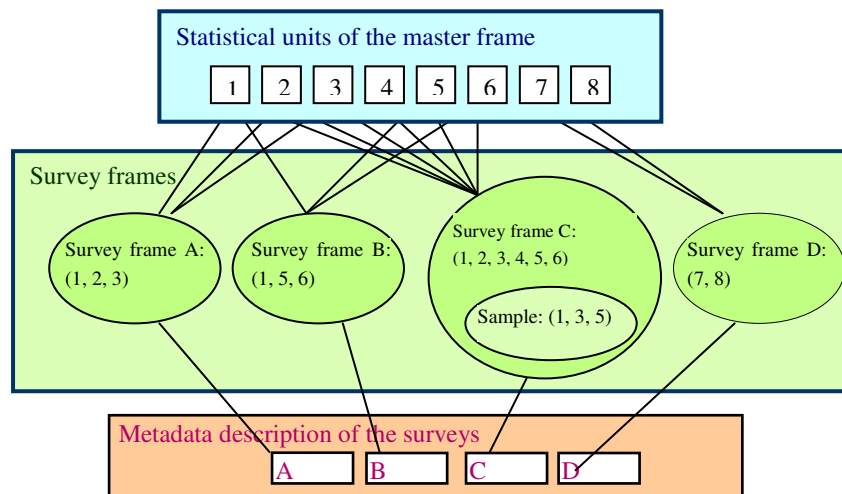 Statistical units of the master frame
1 2 3 4 5 6 7 8
Survey frames
Survey frame A:
(1, 2, 3)
Survey frame B:
(1, 5, 6)
Survey frame C:
(1, 2, 3, 4, 5, 6)
Sample: (1, 3, 5)
Survey frame D:
(7, 8)
Metadata description of the surveys
A B C D